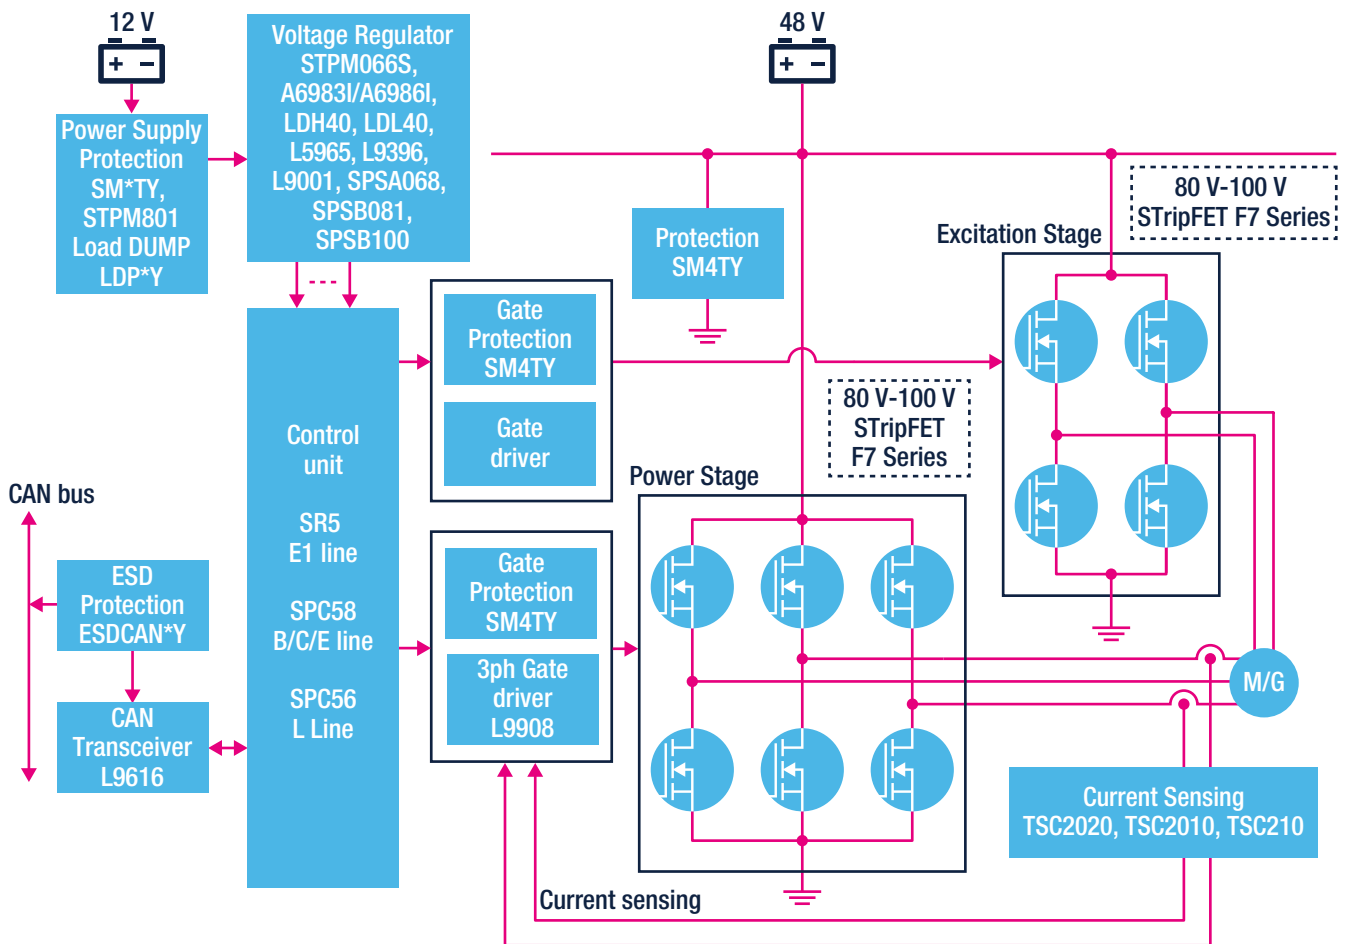 12 V
+ −
Power Supply
Protection
SM*TY,
STPM801
Load DUMP
LDP*Y
Voltage Regulator
STPM066S,
A6983I/A6986I,
LDH40, LDL40,
L5965, L9396,
L9001, SPSA068,
SPSB081,
SPSB100
48 V
+ −
Protection
SM4TY
80 V-100 V
STripFET F7 Series
Excitation Stage
Gate
Protection
SM4TY
Gate
driver
80 V-100 V
STripFET
F7 Series
Control
unit
SR5
E1 line
SPC58
B/C/E line
SPC56
L Line
CAN bus
ESD
Protection
ESDCAN*Y
CAN
Transceiver
L9616
Gate
Protection
SM4TY
3ph Gate
driver
L9908
Power Stage
M/G
Current Sensing
TSC2020, TSC2010, TSC210
Current sensing